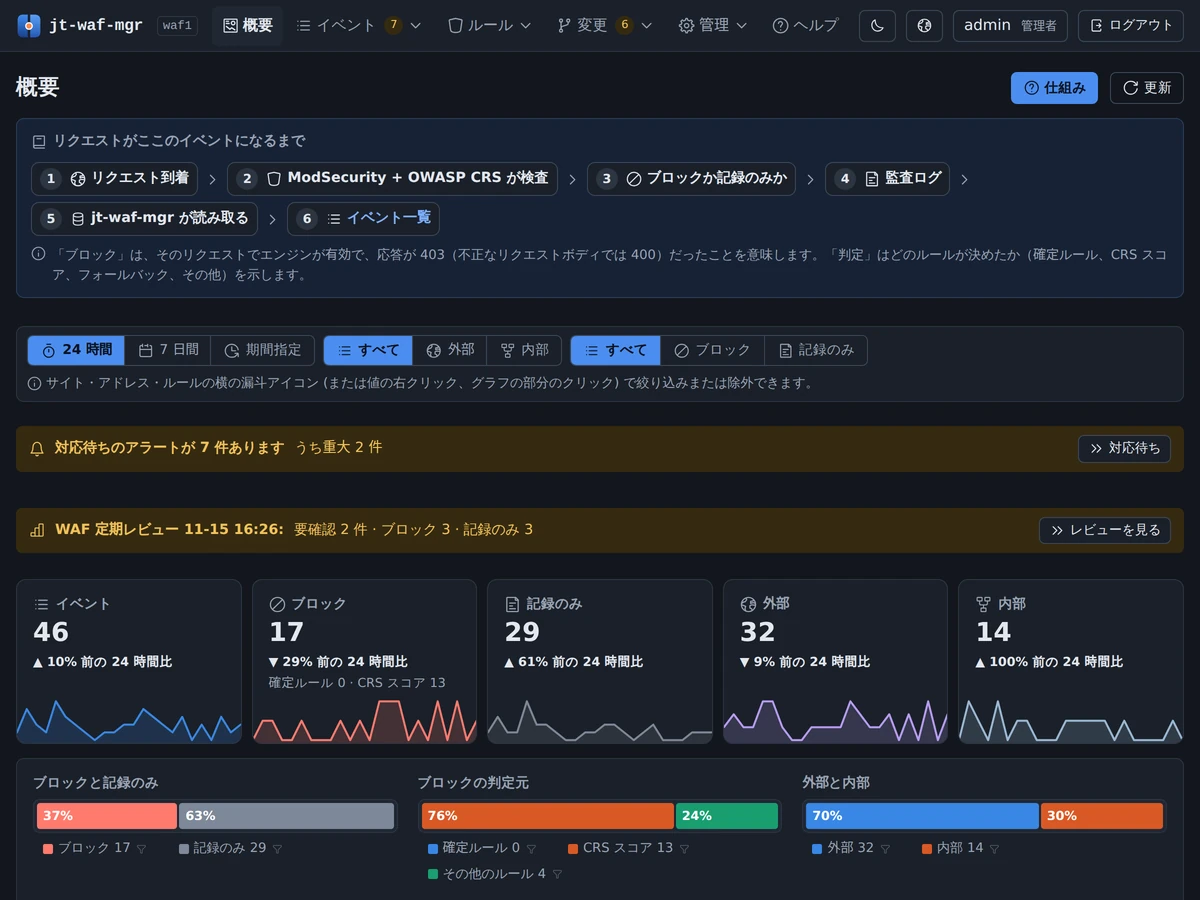 jt-waf-mgr waf1 概要 イベント 7 ルール 変更 6 管理 ヘルプ admin 管理者 ログアウト
概要 仕組み 更新
リクエストがここのイベントになるまで
1 リクエスト到着 2 ModSecurity + OWASP CRS が検査 3 ブロックか記録のみか 4 監査ログ
5 jt-waf-mgr が読み取る 6 イベント一覧
「ブロック」は、そのリクエストでエンジンが有効で、応答が 403（不正なリクエストボディでは 400）だったことを意味します。「判定」はどのルールが決めたか（確定ルール、CRS スコ
ア、フォールバック、その他）を示します。
24 時間 7 日間 期間指定 すべて 外部 内部 すべて ブロック 記録のみ
サイト・アドレス・ルールの横の漏斗アイコン (または値の右クリック、グラフの部分のクリック) で絞り込みまたは除外できます。
対応待ちのアラートが 7 件あります うち重大 2 件 対応待ち
WAF 定期レビュー 11-15 16:26: 要確認 2 件 · ブロック 3 · 記録のみ 3 レビューを見る
イベント ブロック 記録のみ 外部 内部
46 17 29 32 14
▲ 10% 前の 24 時間比 ▼ 29% 前の 24 時間比 ▲ 61% 前の 24 時間比 ▼ 9% 前の 24 時間比 ▲ 100% 前の 24 時間比
確定ルール 0 · CRS スコア 13
ブロックと記録のみ ブロックの判定元 外部と内部
37% 63% 76% 24% 70% 30%
ブロック 17 記録のみ 29 確定ルール 0 CRS スコア 13 外部 32 内部 14
その他のルール 4